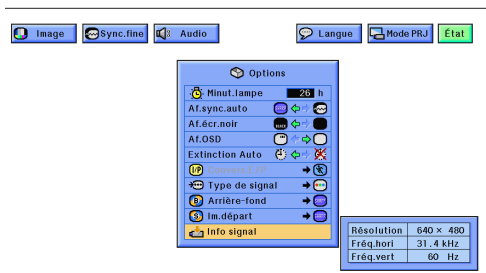 Image
Sync.fine
Audio
Langue
Mode PRJ
État
Options
Minut.lampe 26 h
Af.sync.auto
Af.écr.noir
Af.OSD
Extinction Auto
I/P
Type de signal
B Arrière-fond
S Im.départ
Info signal
Résolution 640 × 480
Fréq.hori 31.4 kHz
Fréq.vert 60 Hz